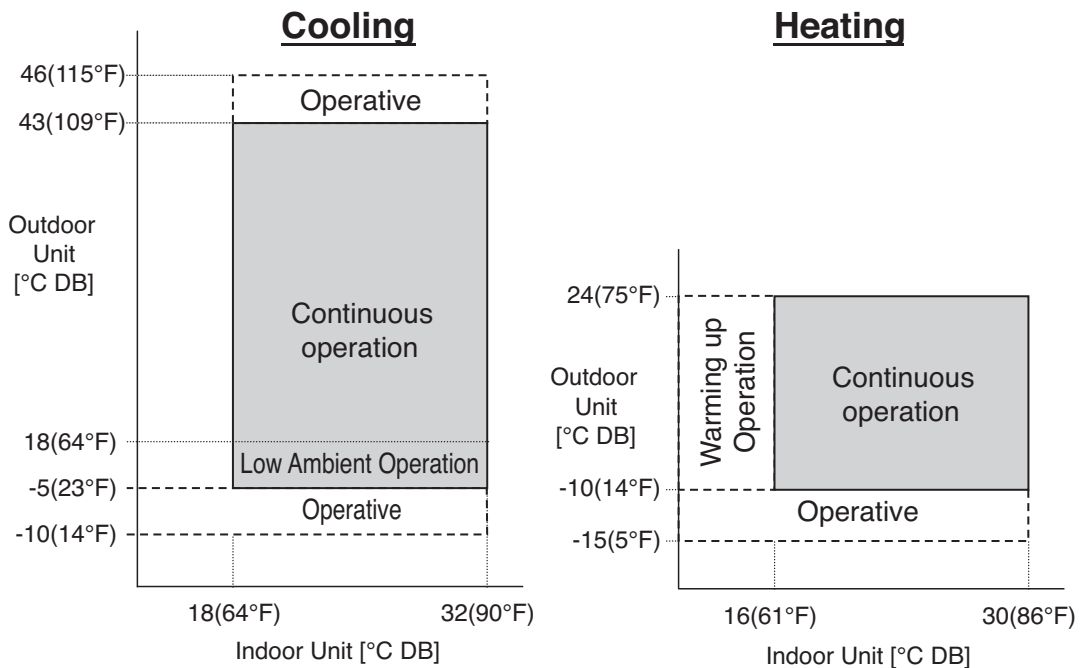 Cooling
46(115°F)
Operative
43(109°F)
Outdoor
Unit
[°C DB]
Continuous
operation
18(64°F)
Low Ambient Operation
-5(23°F)
Operative
-10(14°F)
18(64°F)
32(90°F)
Indoor Unit [°C DB]
Heating
24(75°F)
Warming up
Operation
Continuous
operation
Outdoor
Unit
[°C DB]
-10(14°F)
Operative
-15(5°F)
16(61°F)
30(86°F)
Indoor Unit [°C DB]